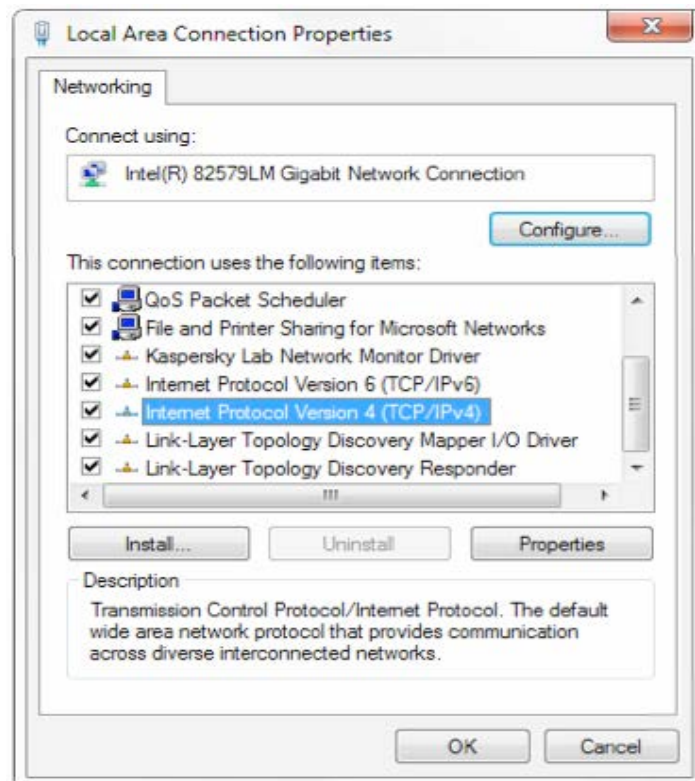 Local Area Connection Properties
Networking
Connect using:
Intel(R) 82579LM Gigabit Network Connection
Configure...
This connection uses the following items:
QoS Packet Scheduler
File and Printer Sharing for Microsoft Networks
Kaspersky Lab Network Monitor Driver
Internet Protocol Version 6 (TCP/IPv6)
Internet Protocol Version 4 (TCP/IPv4)
Link-Layer Topology Discovery Mapper I/O Driver
Link-Layer Topology Discovery Responder
Install...
Uninstall
Properties
Description
Transmission Control Protocol/Internet Protocol. The default
wide area network protocol that provides communication
across diverse interconnected networks.
OK
Cancel